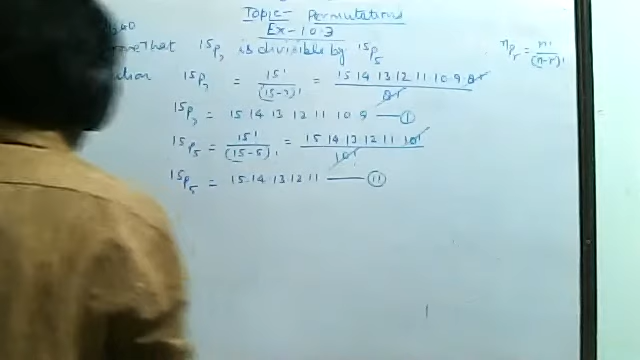 Topic- Permutations
Ex-10.3
that ¹⁵P₇ is divisible by ¹⁵P₅
ⁿPᵣ = n! / (n-r)!
¹⁵P₇ = 15! / (15-7)! = 15 14 13 12 11 10 9 8! / 8!
¹⁵P₇ = 15 14 13 12 11 10 9 —— (I)
¹⁵P₅ = 15! / (15-5)! = 15 14 13 12 11 10! / 10!
¹⁵P₅ = 15 14 13 12 11 —— (II)